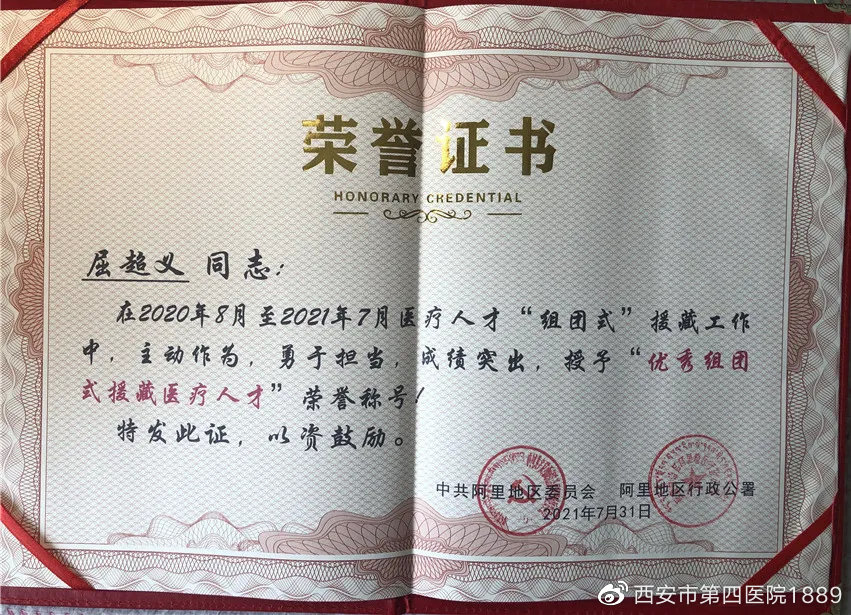 荣誉证书
HONORARY CREDENTIAL
屈超义 同志：
在2020年8月至2021年7月医疗人才“组团式”援藏工作
中，主动作为，勇于担当，成绩突出，授予“优秀组团
式援藏医疗人才”荣誉称号！
特发此证，以资鼓励。
中共阿里地区委员会 阿里地区行政公署
2021年7月31日
西安市第四医院1889